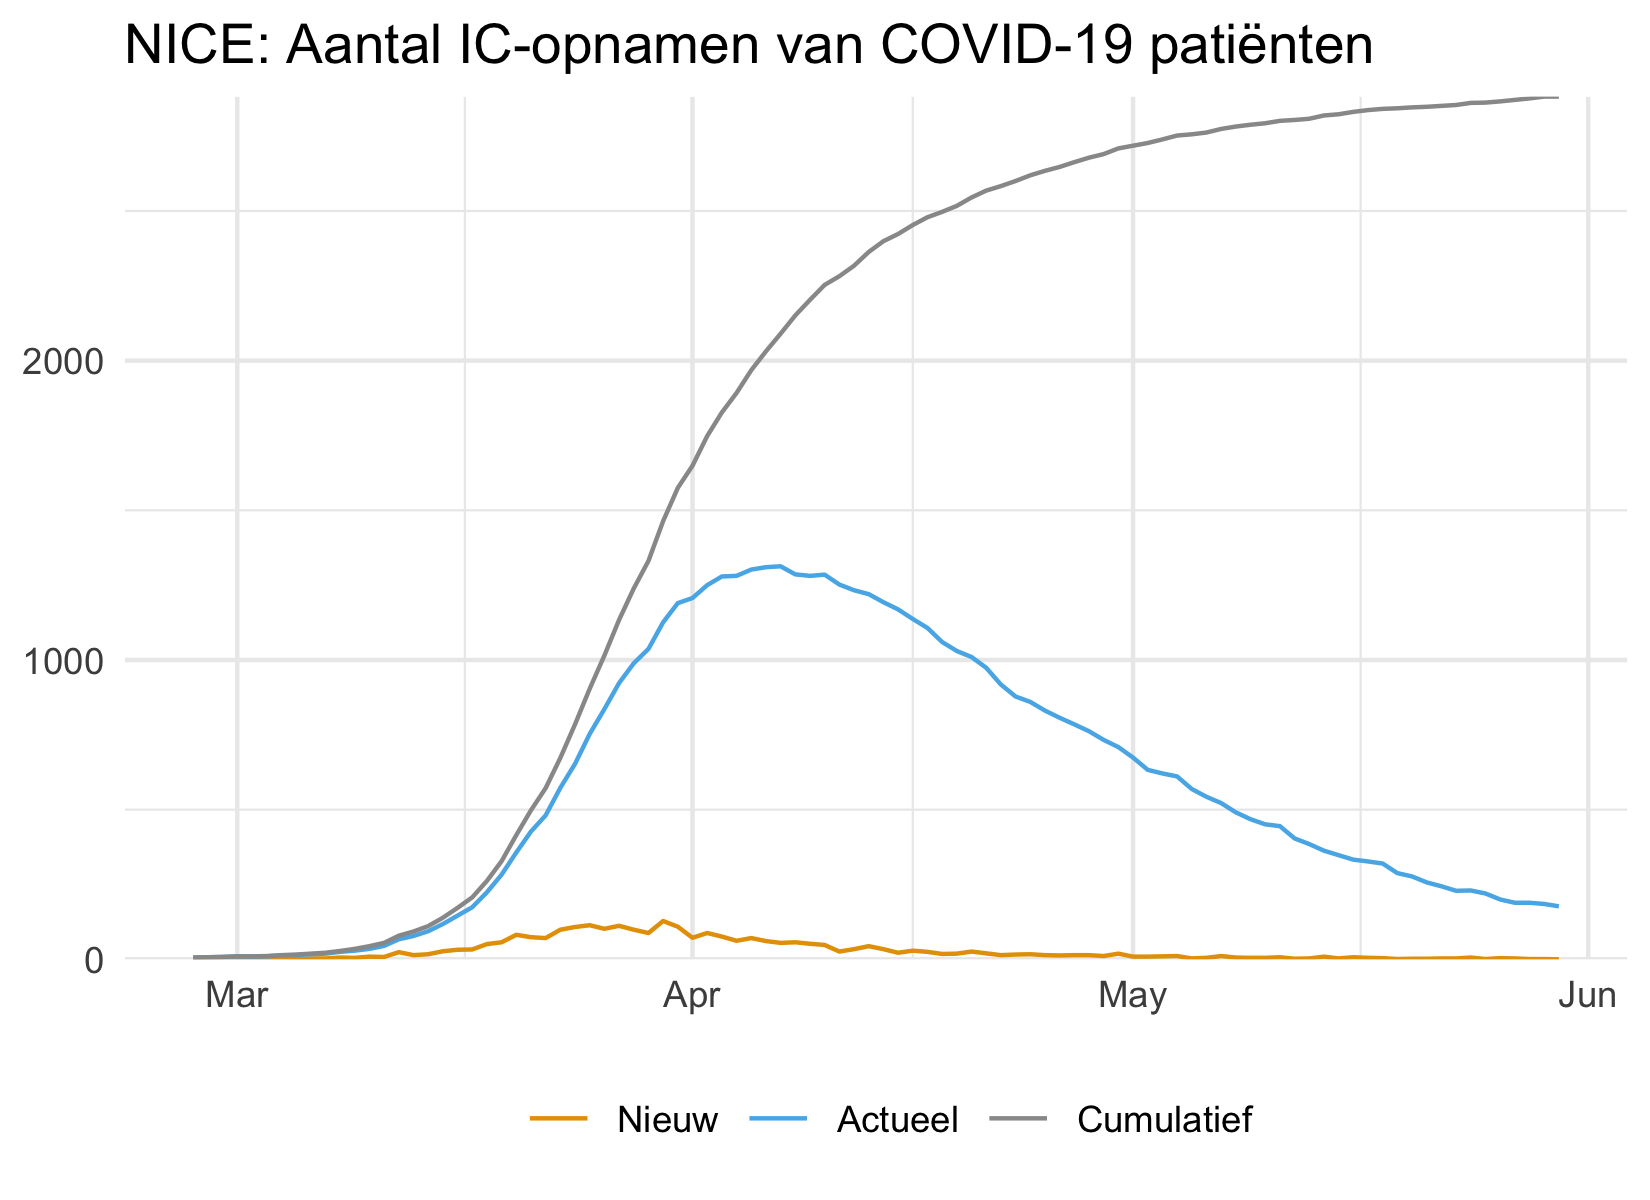 NICE: Aantal IC-opnamen van COVID-19 patiënten
2000
1000
0
Mar Apr May Jun
Nieuw Actueel Cumulatief